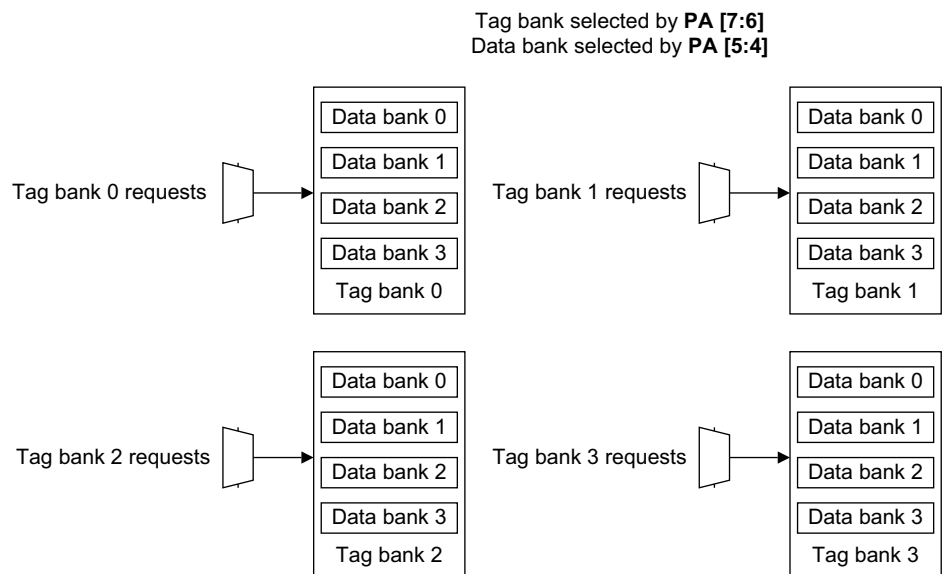 Tag bank selected by PA [7:6]
Data bank selected by PA [5:4]
Tag bank 0 requests
Data bank 0
Data bank 1
Data bank 2
Data bank 3
Tag bank 0
Tag bank 1 requests
Data bank 0
Data bank 1
Data bank 2
Data bank 3
Tag bank 1
Tag bank 2 requests
Data bank 0
Data bank 1
Data bank 2
Data bank 3
Tag bank 2
Tag bank 3 requests
Data bank 0
Data bank 1
Data bank 2
Data bank 3
Tag bank 3